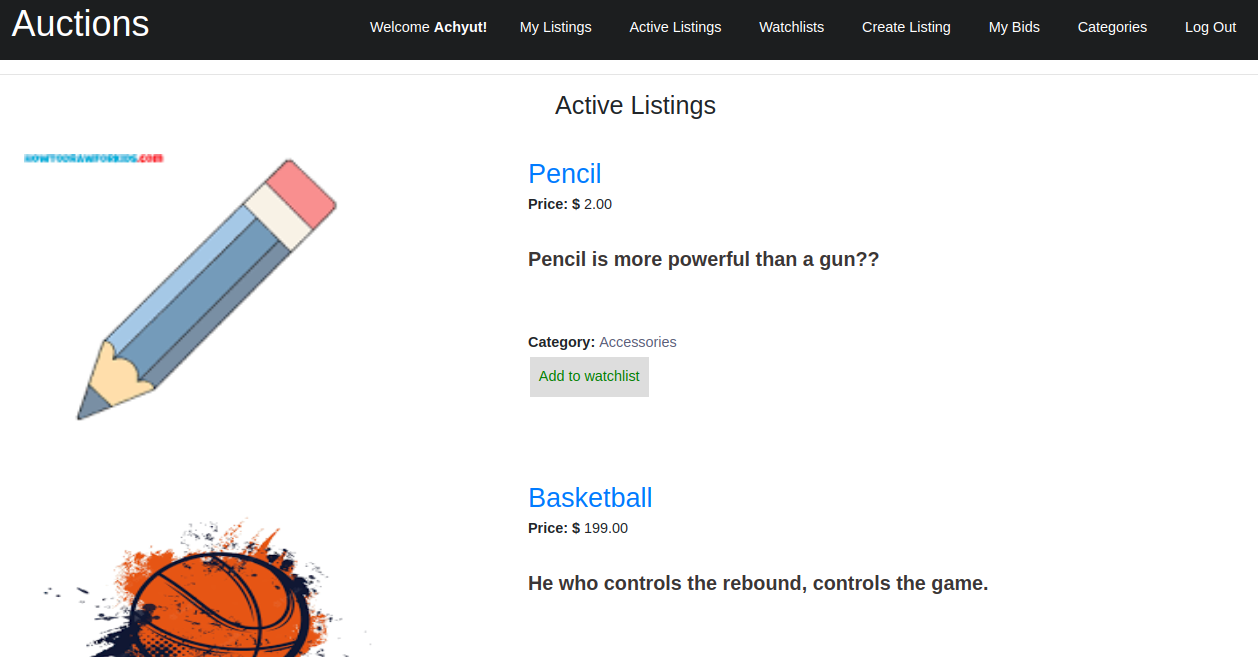 Auctions
Welcome Achyut! My Listings Active Listings Watchlists Create Listing My Bids Categories Log Out
Active Listings
HOWTODRAWFORKIDS.COM
Pencil
Price: $ 2.00
Pencil is more powerful than a gun??
Category: Accessories
Add to watchlist
Basketball
Price: $ 199.00
He who controls the rebound, controls the game.